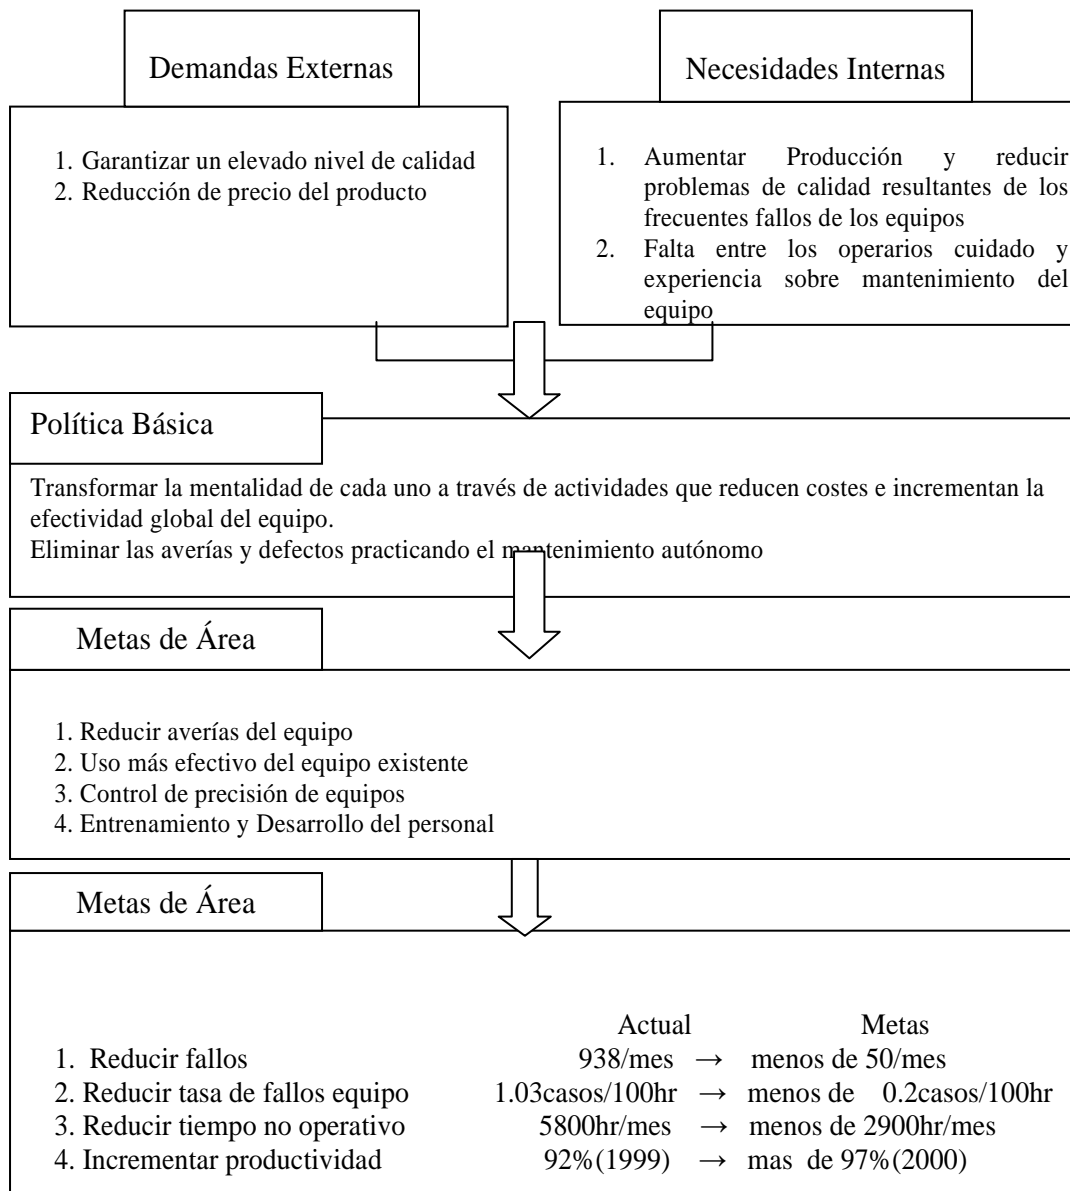 Demandas Externas
1. Garantizar un elevado nivel de calidad
2. Reducción de precio del producto
Necesidades Internas
1. Aumentar Producción y reducir
problemas de calidad resultantes de los
frecuentes fallos de los equipos
2. Falta entre los operarios cuidado y
experiencia sobre mantenimiento del
equipo
Política Básica
Transformar la mentalidad de cada uno a través de actividades que reducen costes e incrementan la
efectividad global del equipo.
Eliminar las averías y defectos practicando el mantenimiento autónomo
Metas de Área
1. Reducir averías del equipo
2. Uso más efectivo del equipo existente
3. Control de precisión de equipos
4. Entrenamiento y Desarrollo del personal
Metas de Área
Actual Metas
1. Reducir fallos 938/mes → menos de 50/mes
2. Reducir tasa de fallos equipo 1.03casos/100hr → menos de 0.2casos/100hr
3. Reducir tiempo no operativo 5800hr/mes → menos de 2900hr/mes
4. Incrementar productividad 92%(1999) → mas de 97%(2000)